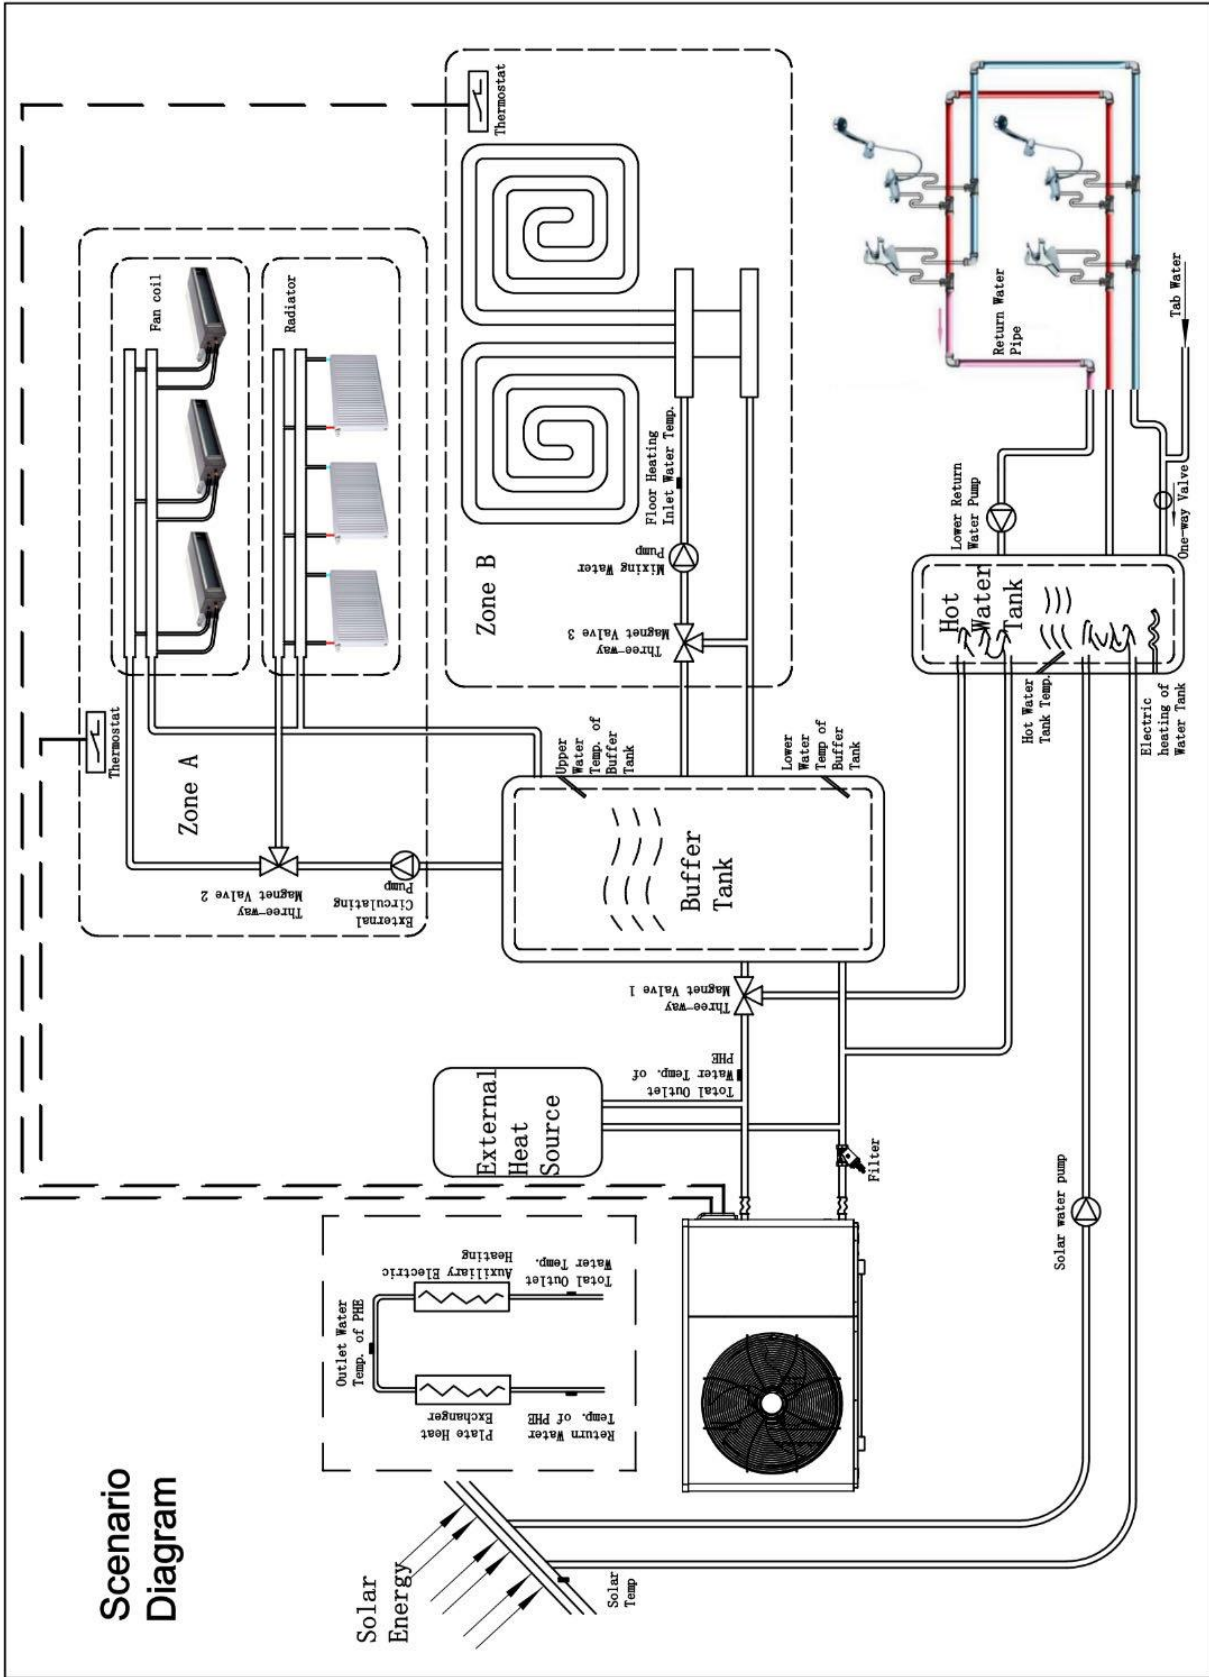 Scenario
Diagram
Solar
Energy
Solar
Temp
Outlet Water
Temp. of PHE
Plate Heat
Exchanger
Return Water
Temp. of PHE
Auxiliary Electric
Heating
Total Outlet
Water Temp.
External
Heat
Source
Filter
Total Outlet
Water Temp. of
PHE
Three-way
Magnet Valve 1
Solar water pump
Buffer
Tank
Upper
Water
Temp. of
Buffer
Tank
Lower
Water
Temp of
Buffer
Tank
External
Circulating
Pump
Three-way
Magnet Valve 2
Zone A
Thermostat
Fan coil
Radiator
Zone B
Thermostat
Three-way
Magnet Valve 3
Mixing Water
Pump
Floor Heating
Inlet Water Temp.
Hot
Water
Tank
Hot Water
Tank Temp.
Electric
heating of
Water Tank
Lower Return
Water Pump
One-way Valve
Return Water
Pipe
Tab Water